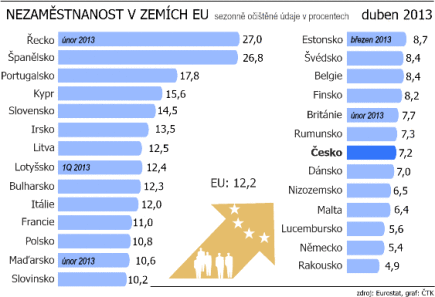 NEZAMĚSTNANOST V ZEMÍCH EU sezonně očištěné údaje v procentech duben 2013
Řecko únor 2013 27,0
Španělsko 26,8
Portugalsko 17,8
Kypr 15,6
Slovensko 14,5
Irsko 13,5
Litva 12,5
Lotyšsko 1Q 2013 12,4
Bulharsko 12,3
Itálie 12,0
Francie 11,0
Polsko 10,8
Maďarsko únor 2013 10,6
Slovinsko 10,2
EU: 12,2
Estonsko březen 2013 8,7
Švédsko 8,4
Belgie 8,4
Finsko 8,2
Británie únor 2013 7,7
Rumunsko 7,3
Česko 7,2
Dánsko 7,0
Nizozemsko 6,5
Malta 6,4
Lucembursko 5,6
Německo 5,4
Rakousko 4,9
zdroj: Eurostat, graf: ČTK